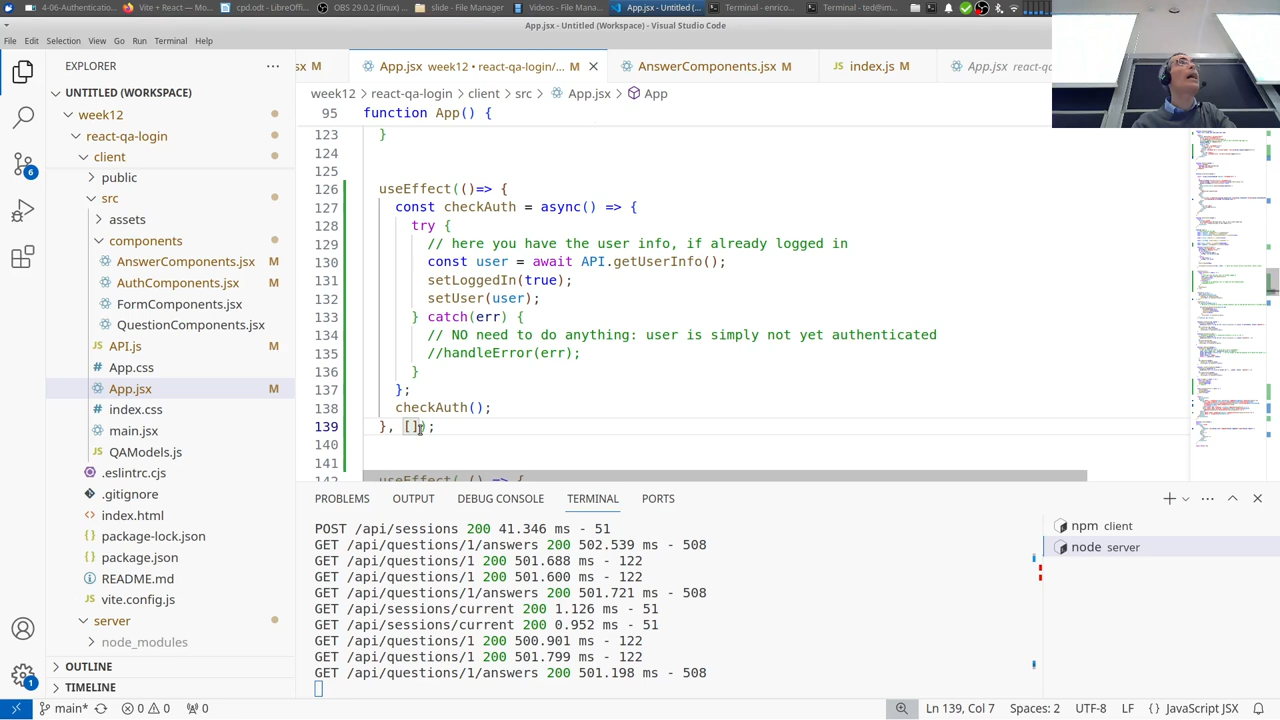 4-06-Authenticat...
cpd.odt - LibreOffi...
OBS 29.0.2 (linux) ...
slide - File Manager
Videos - File Mana...
App.jsx - Untitled (...
Terminal - enrico...
Terminal - ted@m...
App.jsx - Untitled (Workspace) - Visual Studio Code
File Edit Selection View Go Run Terminal Help
EXPLORER
sx M
App.jsx week12 • react-qa-login/... M
AnswerComponents.jsx M
index.js M
App.jsx
UNTITLED (WORKSPACE)
week12 > react-qa-login > client > src > App.jsx > App
week12
react-qa-login
client
public
src
assets
components
AnswerComponents.jsx M
AuthComponents.jsx M
FormComponents.jsx
QuestionComponents.jsx
API.js M
App.css
App.jsx M
index.css
main.jsx
QAModels.js
.eslintrc.cjs
.gitignore
index.html
package-lock.json
package.json
README.md
vite.config.js
server
node_modules
OUTLINE
TIMELINE
95 function App() {
123 }
124
125
126 useEffect(()=> {
127 const checkAuth = async() => {
128 try {
129 // here you have the user info, if already logged in
130 const user = await API.getUserInfo();
131 setLoggedIn(true);
132 setUser(user);
133 } catch(err) {
134 // NO need to do anything: user is simply not yet authenticated
135 //handleError(err);
136 }
137 };
138 checkAuth();
139 }, []);
140
141
142 useEffect( () => {
PROBLEMS OUTPUT DEBUG CONSOLE TERMINAL PORTS
POST /api/sessions 200 41.346 ms - 51
GET /api/questions/1/answers 200 502.539 ms - 508
GET /api/questions/1 200 501.688 ms - 122
GET /api/questions/1 200 501.600 ms - 122
GET /api/questions/1/answers 200 501.721 ms - 508
GET /api/sessions/current 200 1.126 ms - 51
GET /api/sessions/current 200 0.952 ms - 51
GET /api/questions/1 200 500.901 ms - 122
GET /api/questions/1 200 501.799 ms - 122
GET /api/questions/1/answers 200 501.198 ms - 508
npm client
node server
main* 0 0 0
Ln 139, Col 7 Spaces: 2 UTF-8 LF JavaScript JSX